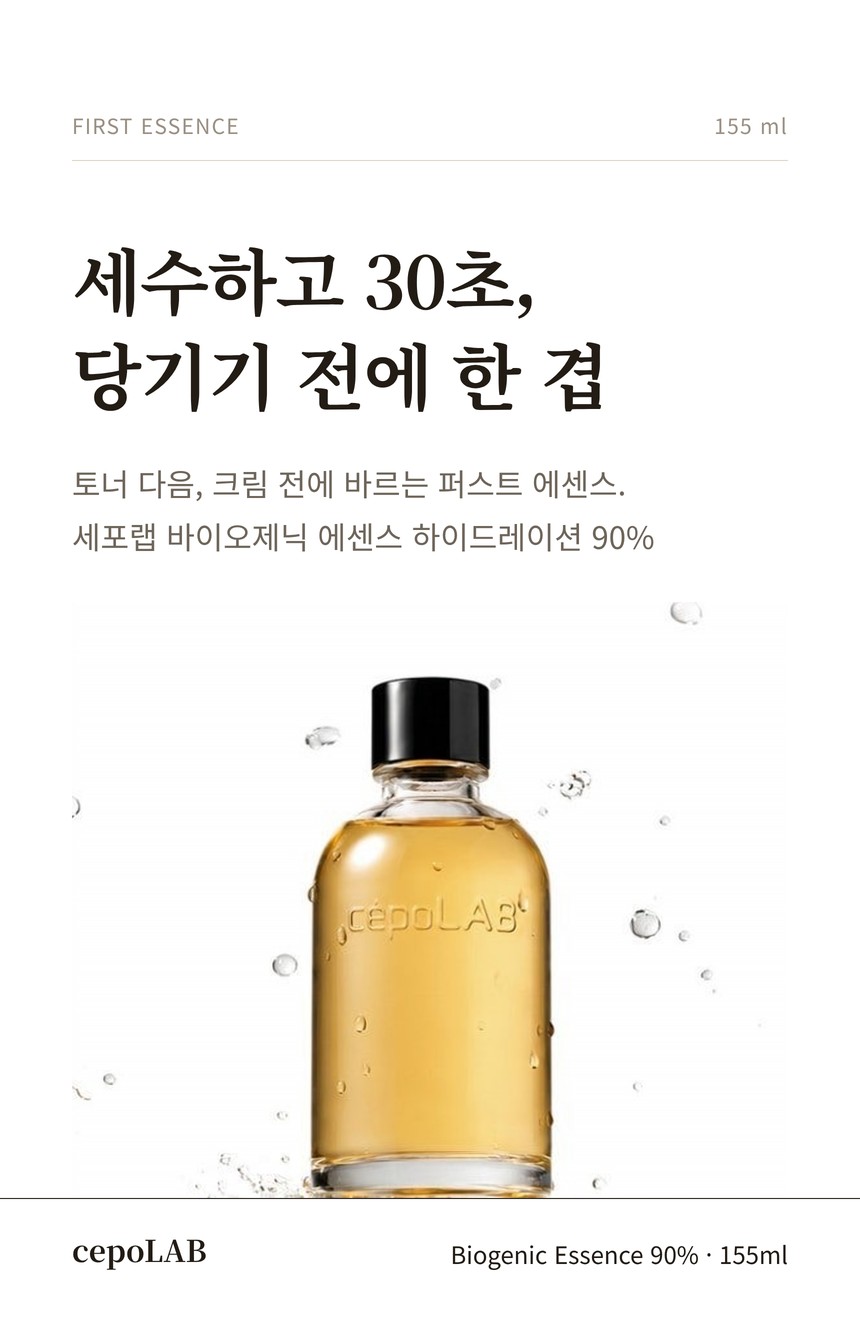 FIRST ESSENCE
155 ml
세수하고 30초,
당기기 전에 한 겹
토너 다음, 크림 전에 바르는 퍼스트 에센스.
세포랩 바이오제닉 에센스 하이드레이션 90%
cépoLAB
cepoLAB
Biogenic Essence 90% · 155ml